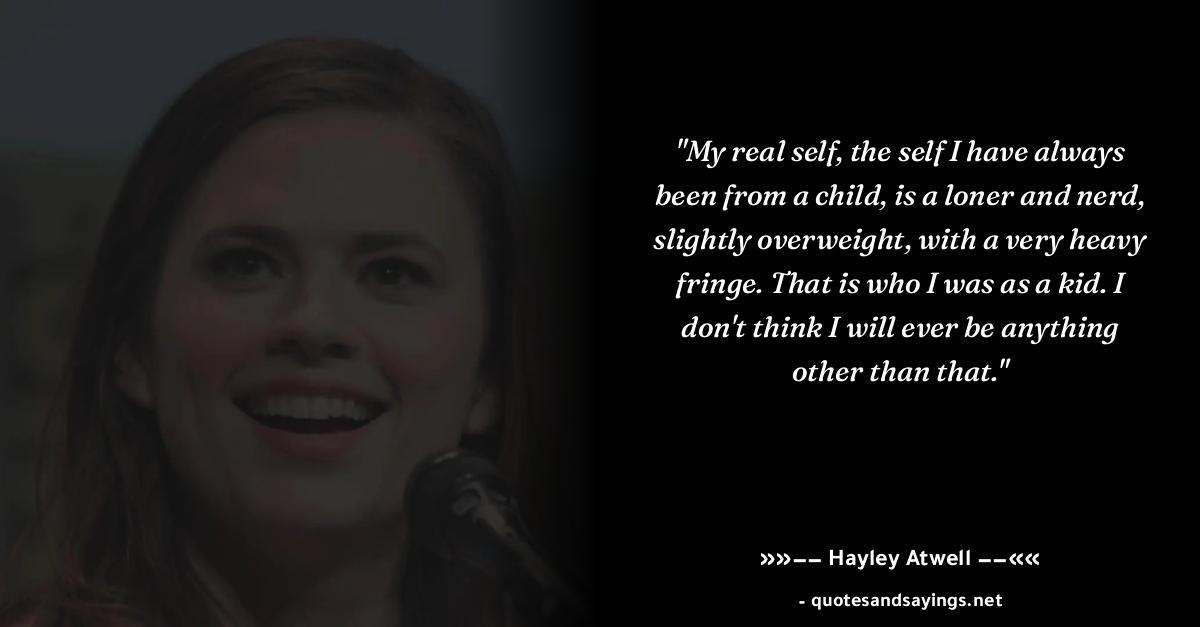 "My real self, the self I have always
been from a child, is a loner and nerd,
slightly overweight, with a very heavy
fringe. That is who I was as a kid. I
don't think I will ever be anything
other than that."
»»—— Hayley Atwell ——««
- quotesandsayings.net